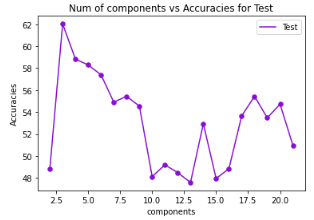 Num of components vs Accuracies for Test
Test
62
60
58
56
54
52
50
48
Accuracies
2.5 5.0 7.5 10.0 12.5 15.0 17.5 20.0
components